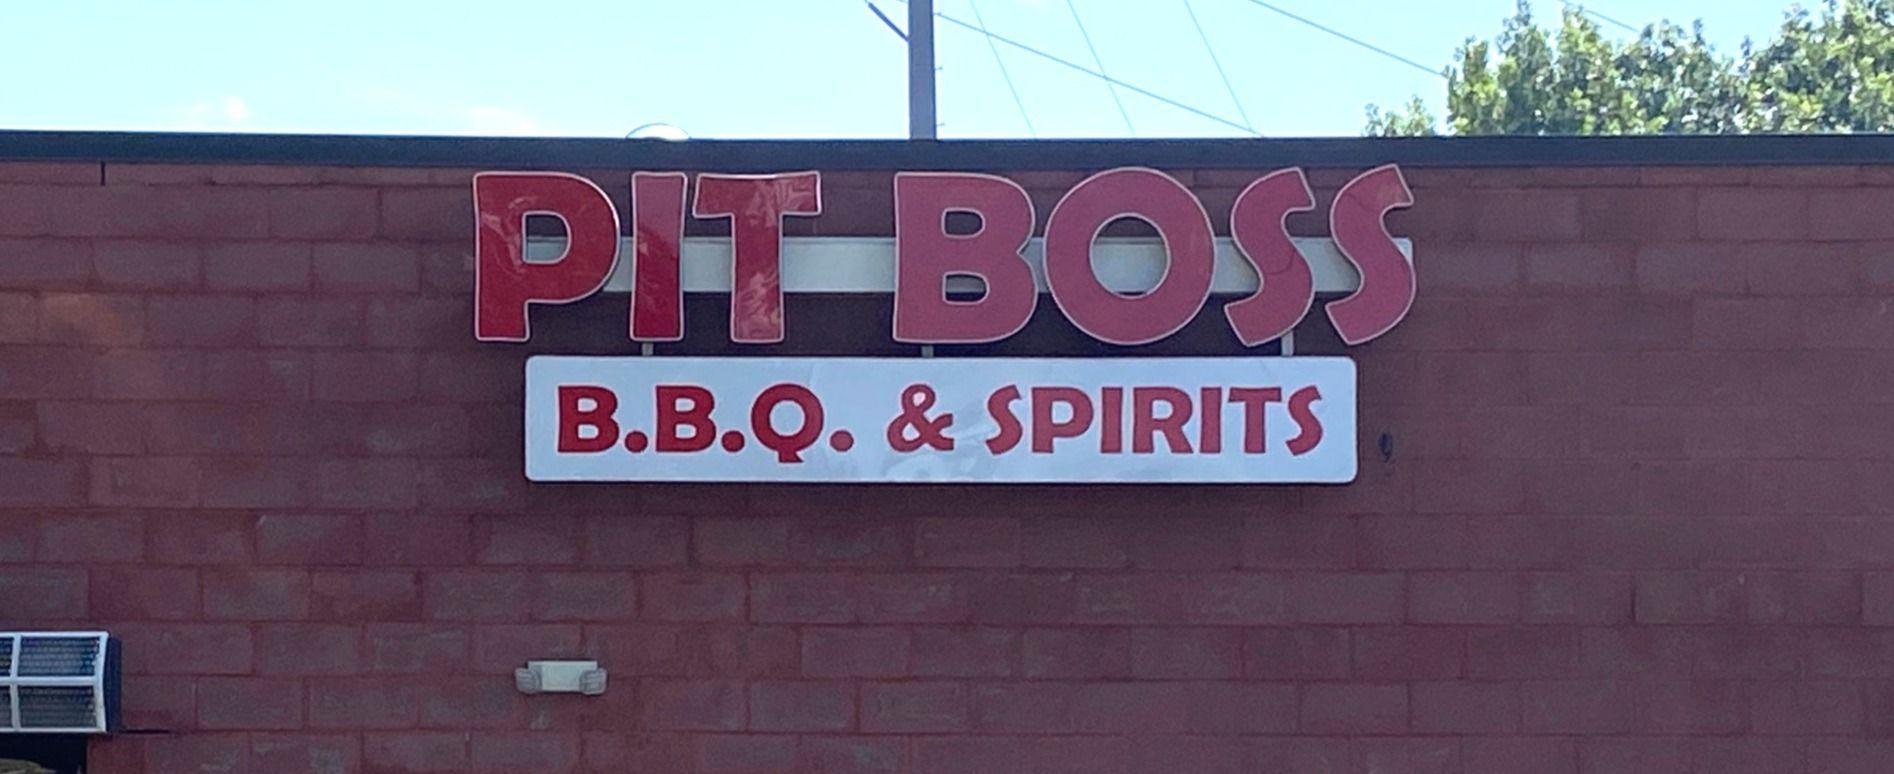 PIT BOSS
B.B.Q. & SPIRITS